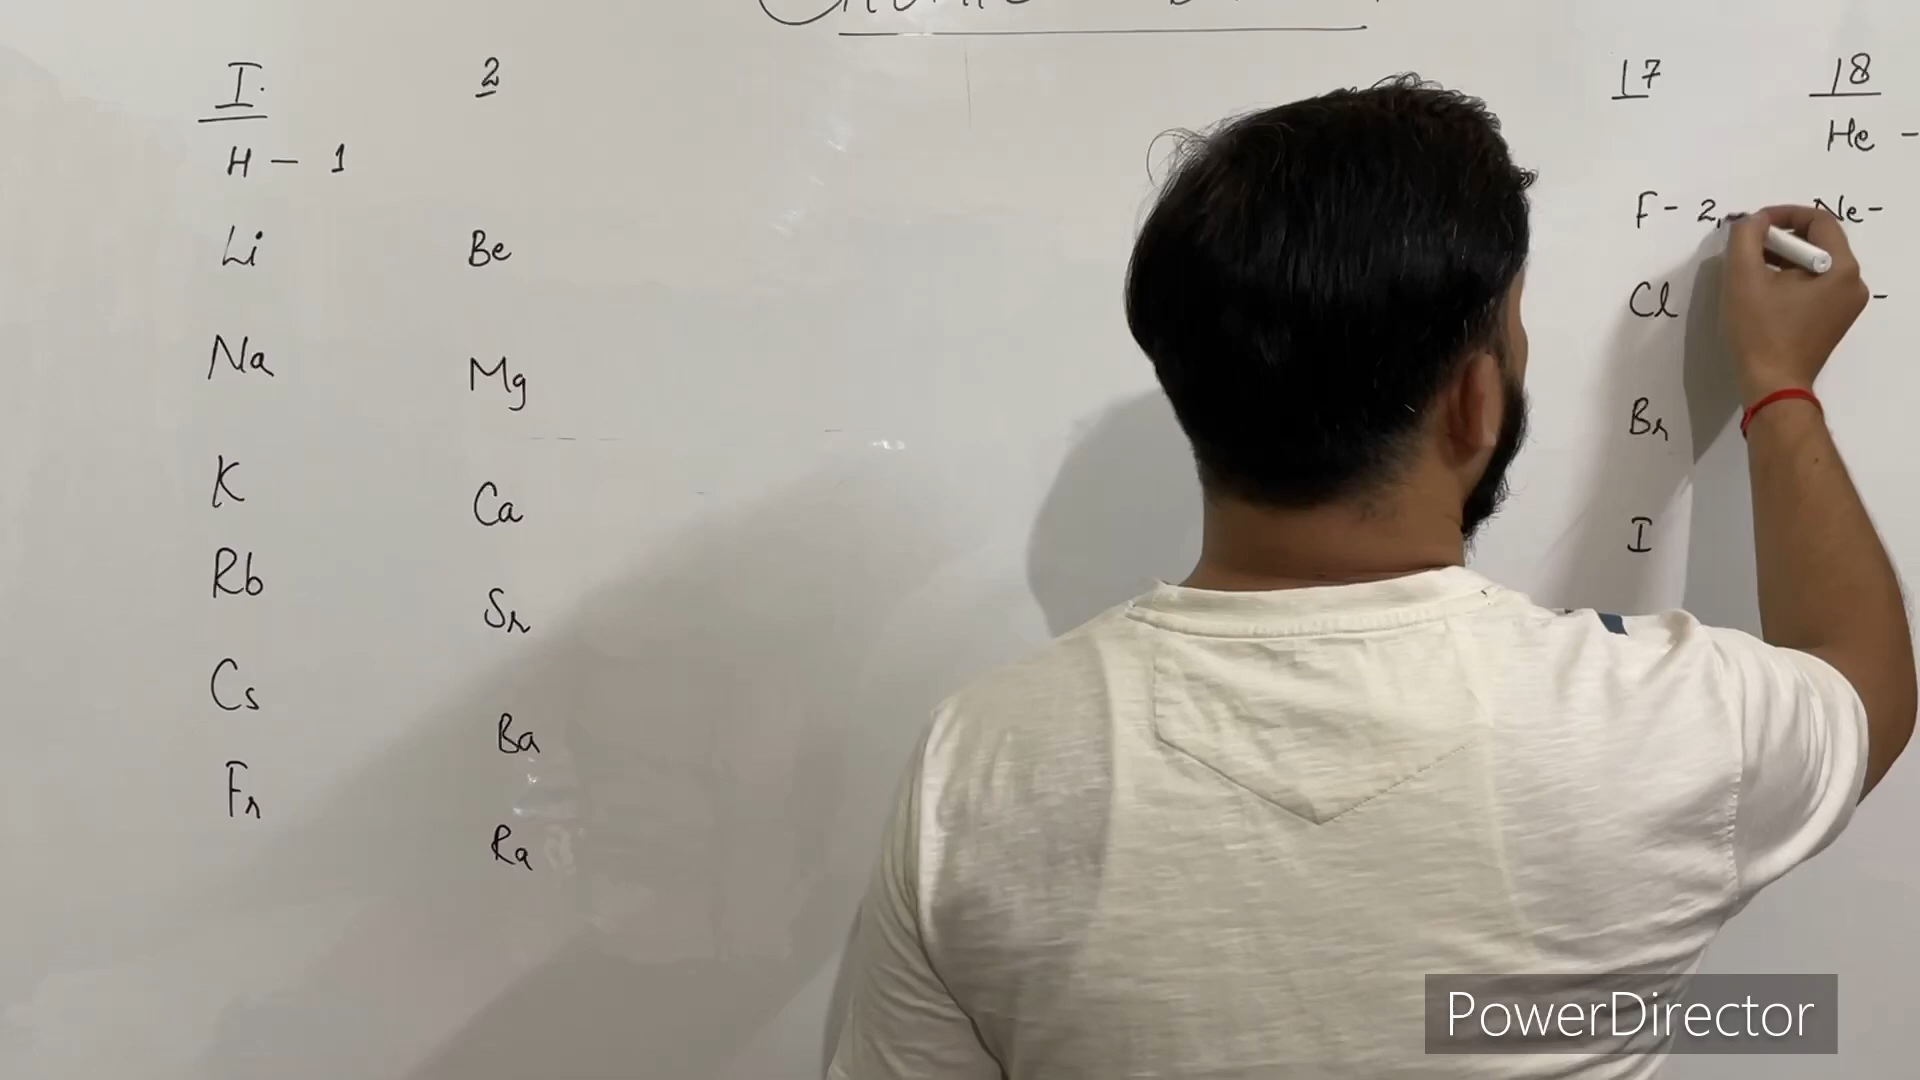 I. 2 17 18
H - 1 He -
F - 2, Ne -
Li Be
Cl -
Na Mg
Br
K Ca
I
Rb Sr
Cs Ba
Fr Ra
PowerDirector